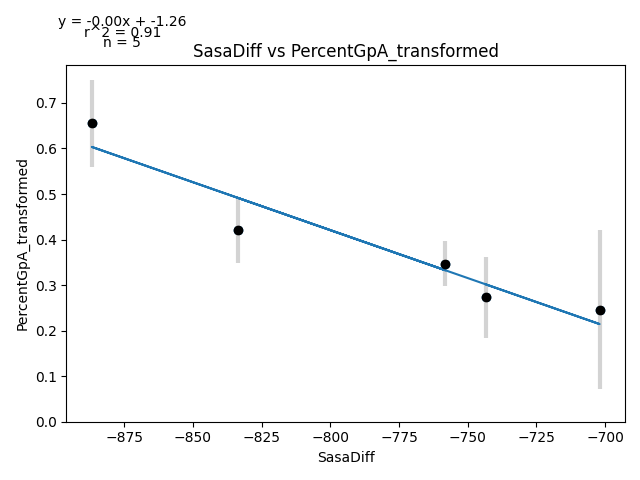 y = -0.00x + -1.26
r^2 = 0.91
n = 5
SasaDiff vs PercentGpA_transformed
PercentGpA_transformed
0.7
0.6
0.5
0.4
0.3
0.2
0.1
0.0
−875 −850 −825 −800 −775 −750 −725 −700
SasaDiff